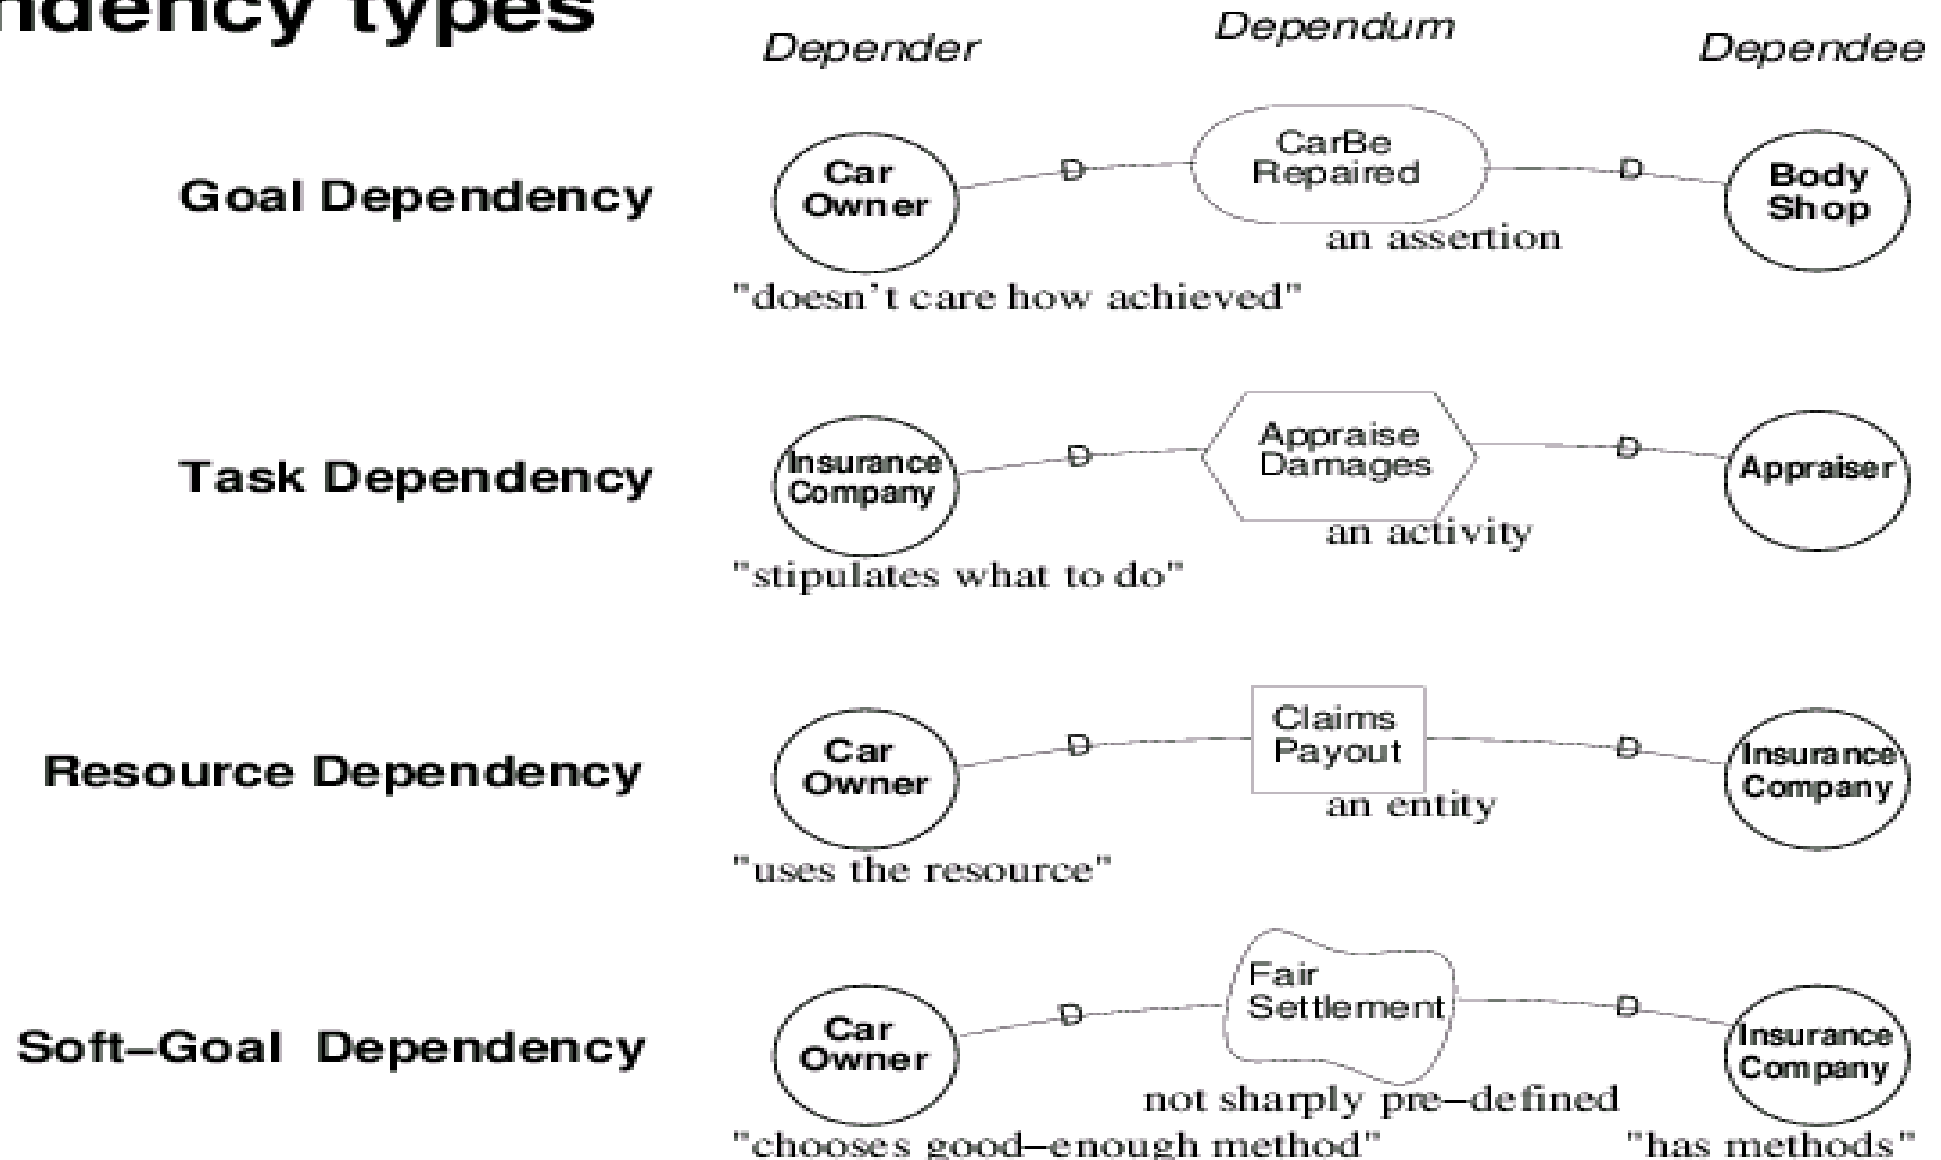 ndency types
Depender
Dependum
Dependee
Goal Dependency
Car
Owner
D
CarBe
Repaired
D
Body
Shop
an assertion
"doesn't care how achieved"
Task Dependency
Insurance
Company
D
Appraise
Damages
D
Appraiser
an activity
"stipulates what to do"
Resource Dependency
Car
Owner
D
Claims
Payout
D
Insurance
Company
an entity
"uses the resource"
Soft–Goal Dependency
Car
Owner
D
Fair
Settlement
D
Insurance
Company
not sharply pre–defined
"chooses good–enough method"
"has methods"